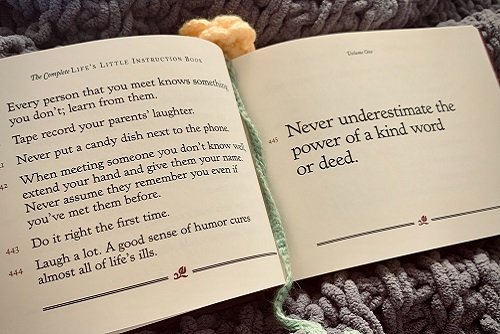 The Complete LIFE'S LITTLE INSTRUCTION BOOK
Every person that you meet knows something
you don't; learn from them.
Tape record your parents' laughter.
Never put a candy dish next to the phone.
When meeting someone you don't know well,
extend your hand and give them your name.
Never assume they remember you even if
you've met them before.
443 Do it right the first time.
444 Laugh a lot. A good sense of humor cures
almost all of life's ills.
Volume One
445 Never underestimate the
power of a kind word
or deed.